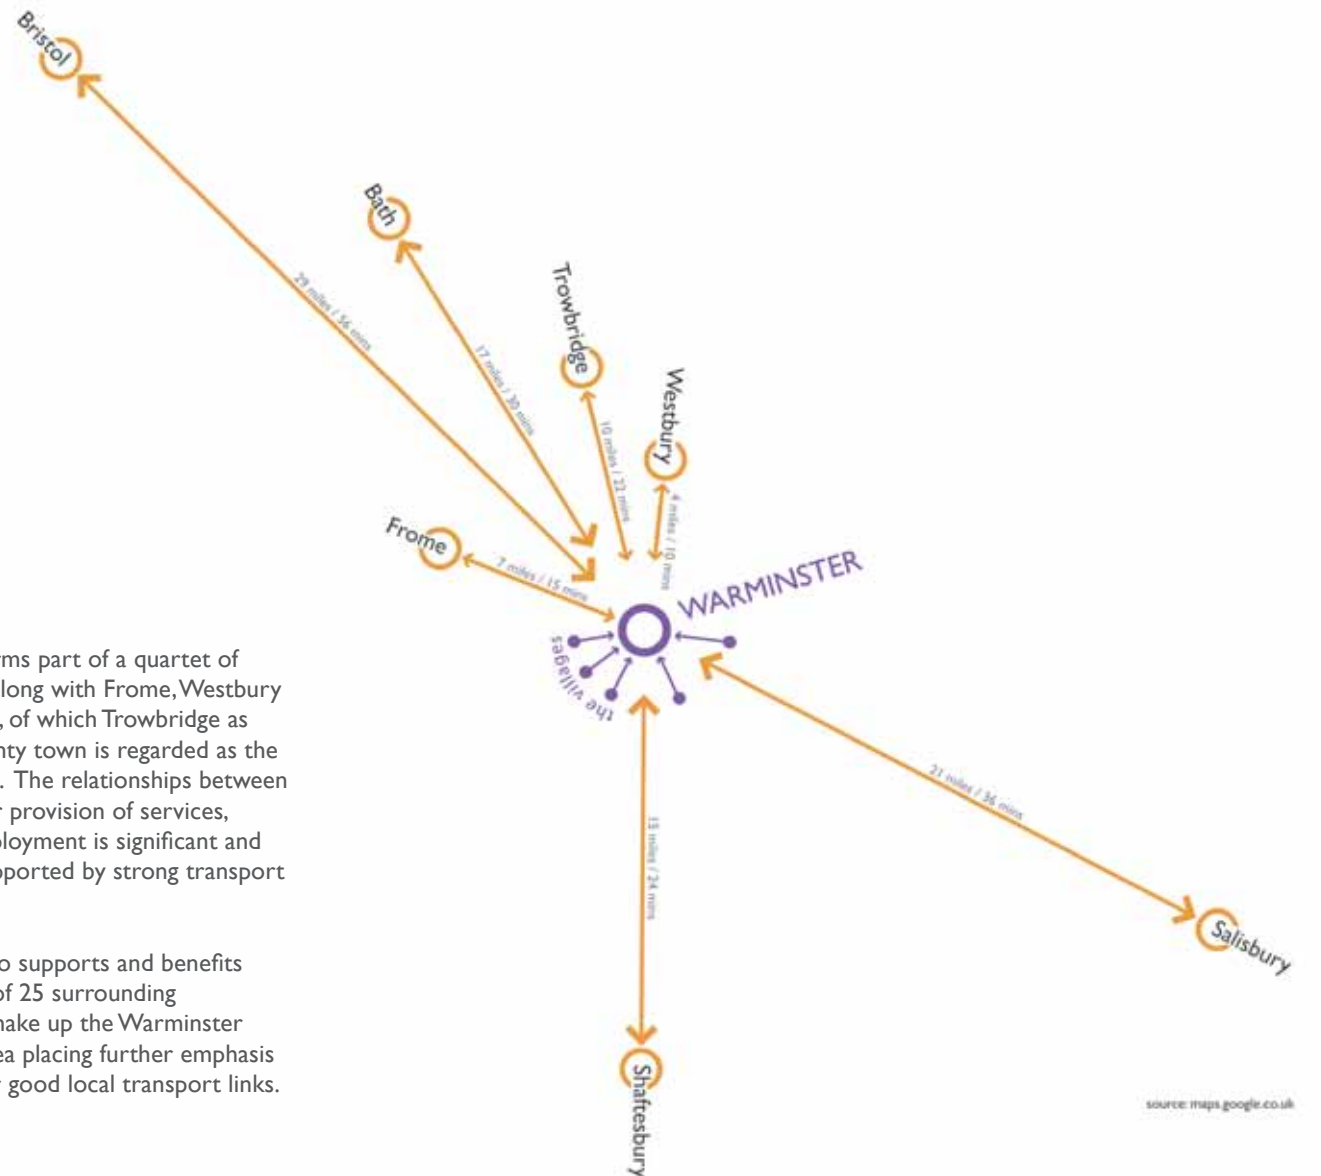 Bristol
Bath
Trowbridge
Westbury
Frome
29 miles / 56 mins
17 miles / 30 mins
10 miles / 22 mins
4 miles / 10 mins
7 miles / 15 mins
WARMINSTER
the villages
21 miles / 36 mins
15 miles / 24 mins
Salisbury
Shaftesbury
source: maps.google.co.uk
rms part of a quartet of
long with Frome, Westbury
, of which Trowbridge as
nty town is regarded as the
. The relationships between
r provision of services,
ployment is significant and
pported by strong transport
o supports and benefits
of 25 surrounding
make up the Warminster
ea placing further emphasis
r good local transport links.